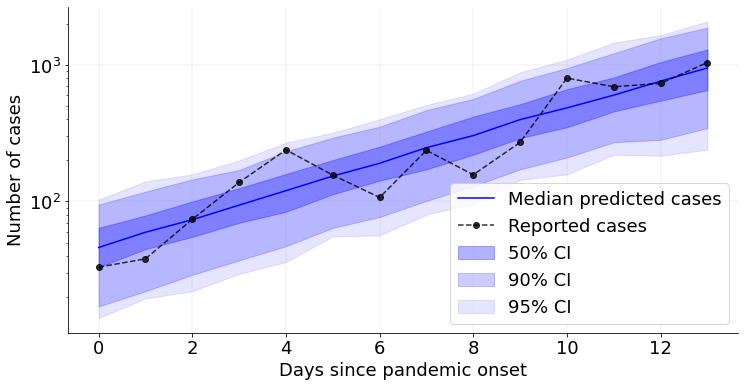 Number of cases
10³
10²
Median predicted cases
Reported cases
50% CI
90% CI
95% CI
0 2 4 6 8 10 12
Days since pandemic onset